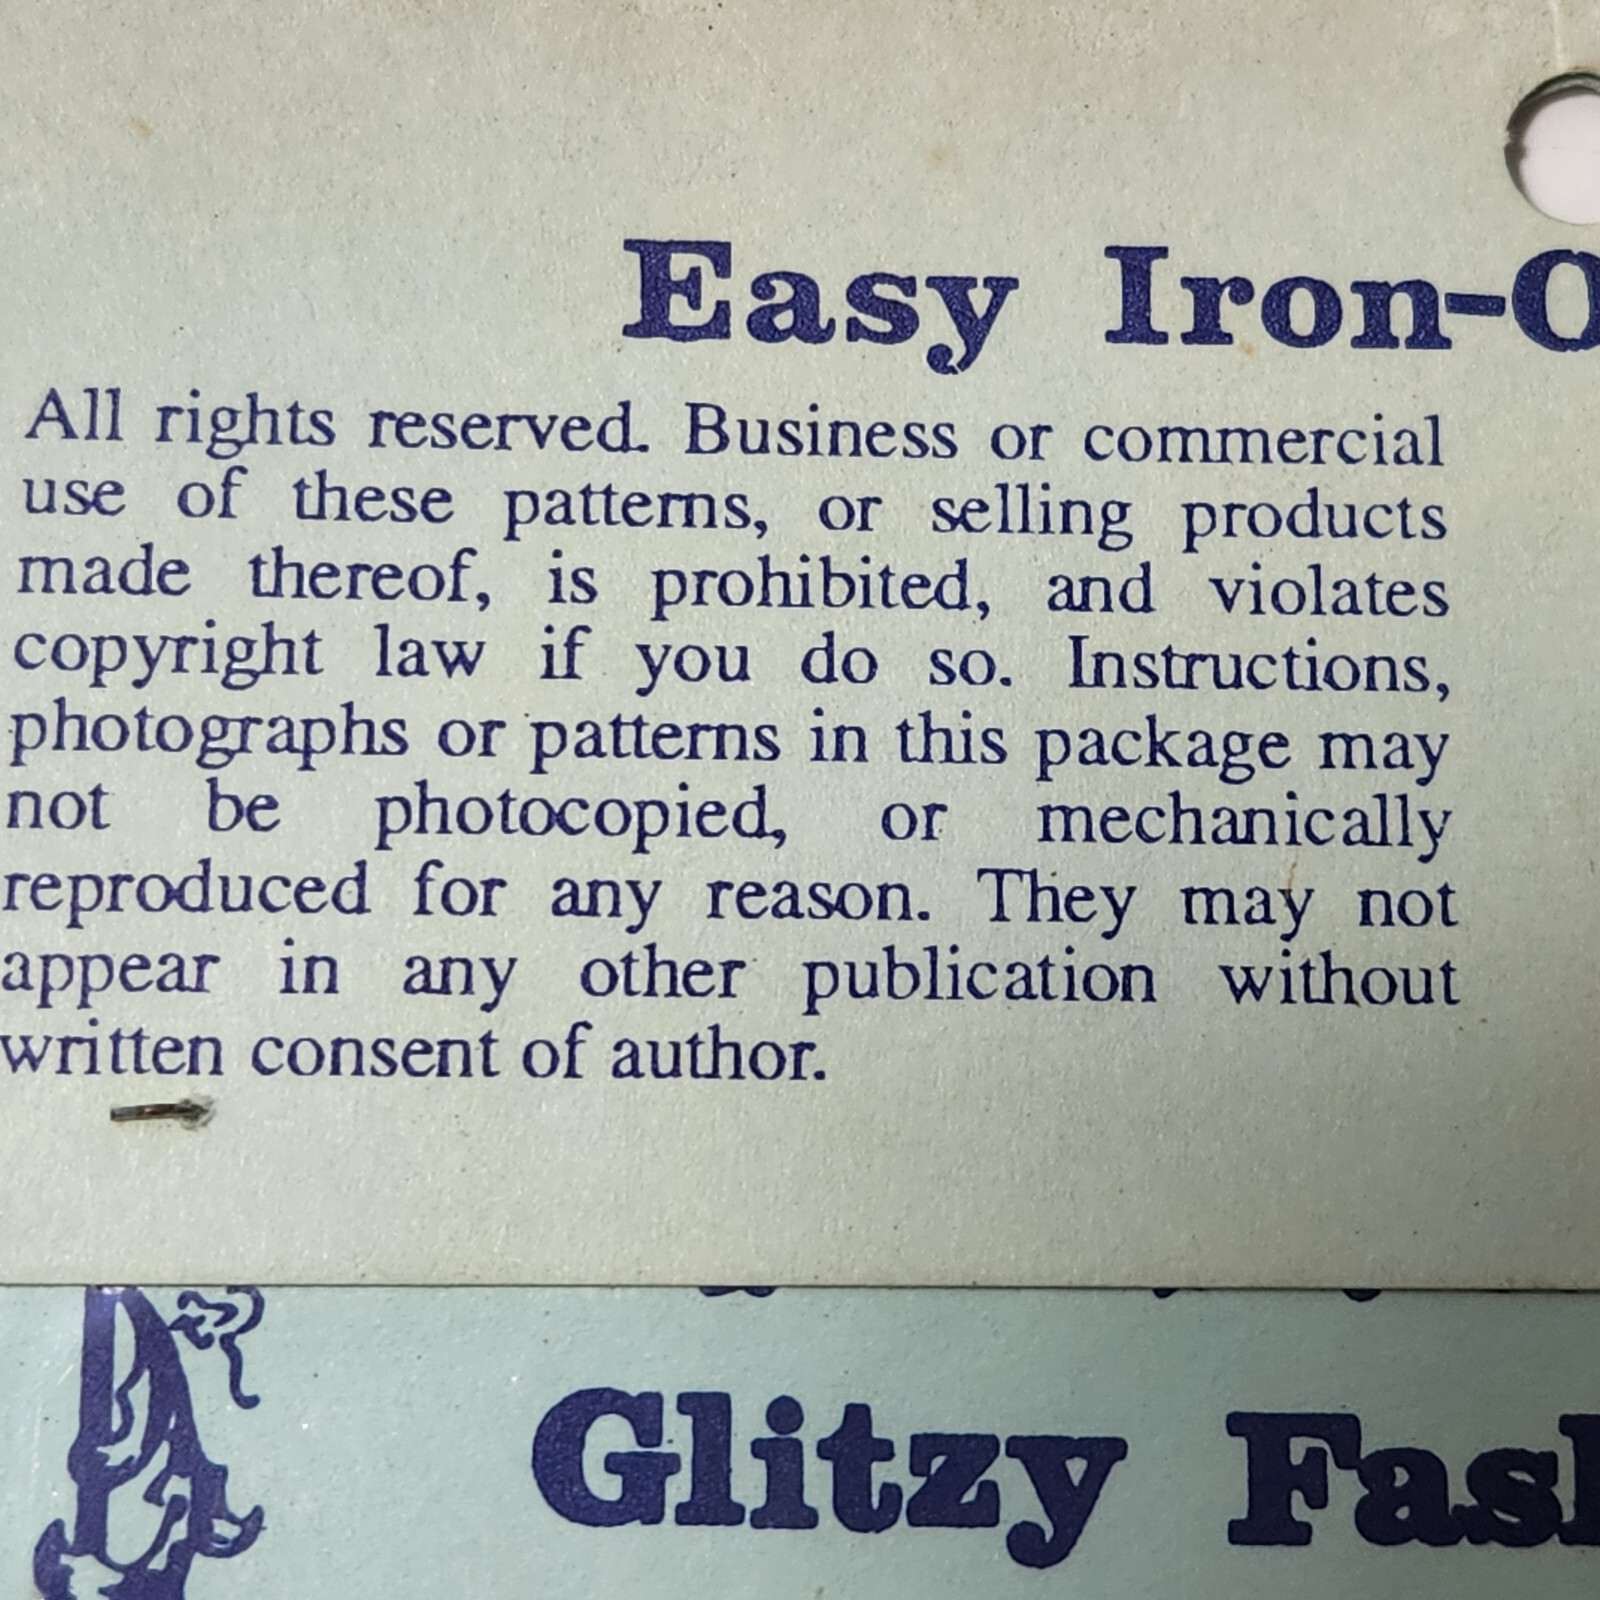 Easy Iron-O
All rights reserved. Business or commercial
use of these patterns, or selling products
made thereof, is prohibited, and violates
copyright law if you do so. Instructions,
photographs or patterns in this package may
not be photocopied, or mechanically
reproduced for any reason. They may not
appear in any other publication without
written consent of author.
Glitzy Fash